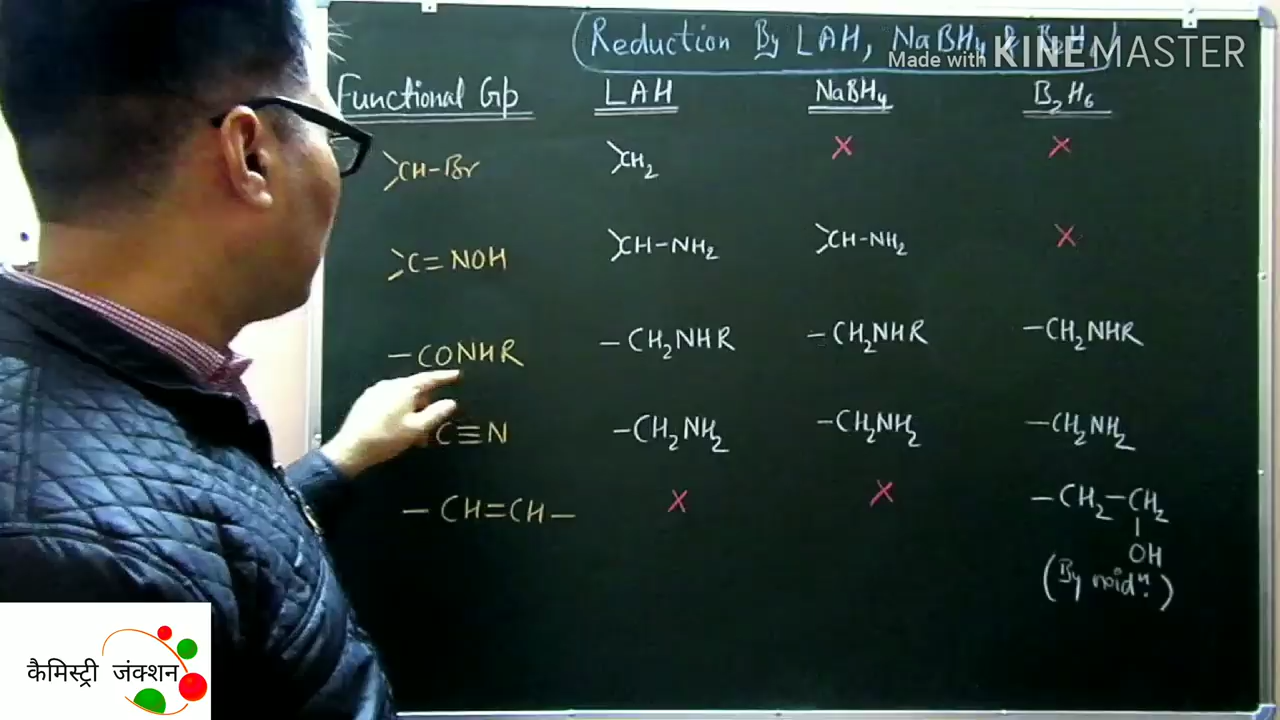 Reduction By LAH, NaBH4 &
Made with KINEMASTER
Functional Gp LAH NaBH4 B2H6
>CH-Br >CH2 X X
>C=NOH >CH-NH2 >CH-NH2 X
-CONHR -CH2NHR -CH2NHR -CH2NHR
C≡N -CH2NH2 -CH2NH2 -CH2NH2
-CH=CH- X X -CH2-CH2
OH
(By
कैमिस्ट्री जंक्शन